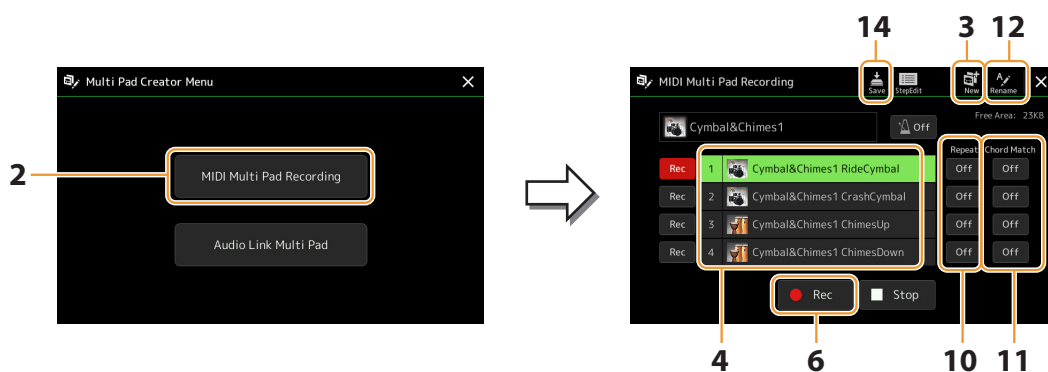 14
3
12
Multi Pad Creator Menu
MIDI Multi Pad Recording
Save
StepEdit
New
Rename
Free Area: 23KB
Cymbal&Chimes1
Off
Repeat
Chord Match
2
MIDI Multi Pad Recording
Rec 1 Cymbal&Chimes1 RideCymbal Off Off
Rec 2 Cymbal&Chimes1 CrashCymbal Off Off
Audio Link Multi Pad
Rec 3 Cymbal&Chimes1 ChimesUp Off Off
Rec 4 Cymbal&Chimes1 ChimesDown Off Off
Rec
Stop
4
6
10
11